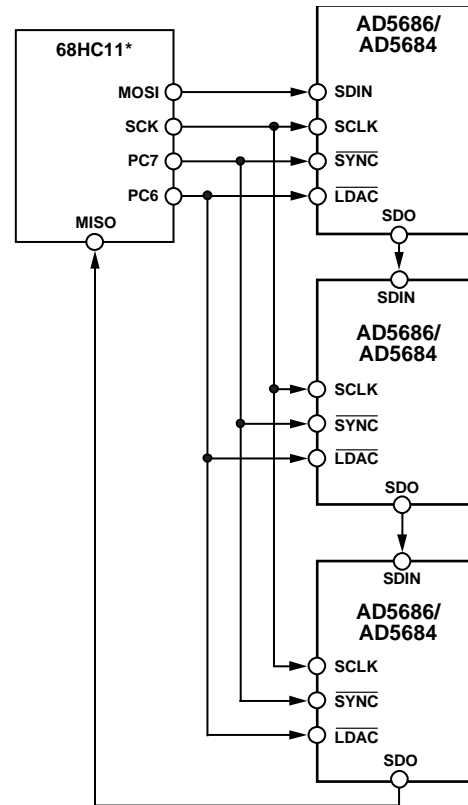 68HC11*
MOSI
SCK
PC7
PC6
MISO
AD5686/
AD5684
SDIN
SCLK
SYNC
LDAC
SDO
SDIN
AD5686/
AD5684
SCLK
SYNC
LDAC
SDO
SDIN
AD5686/
AD5684
SCLK
SYNC
LDAC
SDO